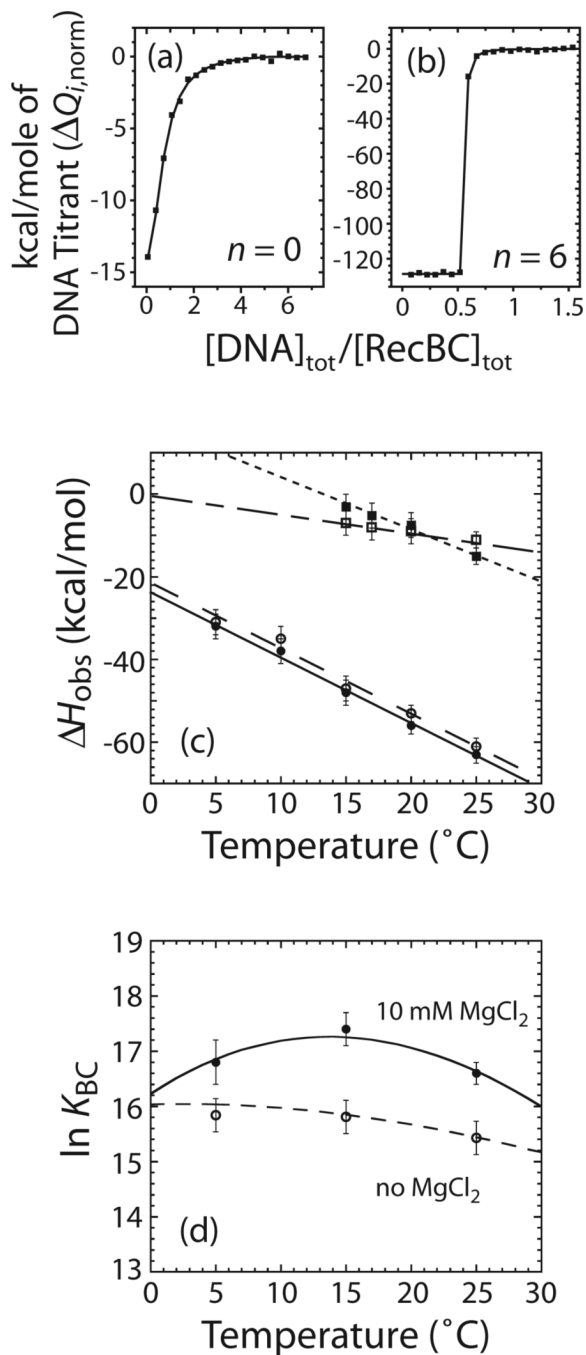 kcal/mole of
DNA Titrant (ΔQi,norm)
0
-5
-10
-15
(a)
n = 0
0 2 4 6
0
-20
-40
-60
-80
-100
-120
(b)
n = 6
0 0.5 1 1.5
[DNA]tot/[RecBC]tot
ΔHobs (kcal/mol)
0
-20
-40
-60
(c)
0 5 10 15 20 25 30
Temperature (˚C)
ln KBC
19
18
17
16
15
14
13
10 mM MgCl2
no MgCl2
(d)
0 5 10 15 20 25 30
Temperature (˚C)